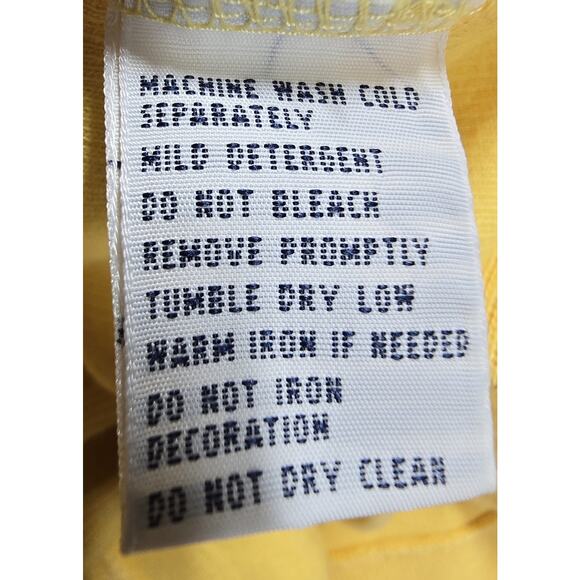 MACHINE WASH COLD
SEPARATELY
MILD DETERGENT
DO NOT BLEACH
REMOVE PROMPTLY
TUMBLE DRY LOW
WARM IRON IF NEEDED
DO NOT IRON
DECORATION
DO NOT DRY CLEAN